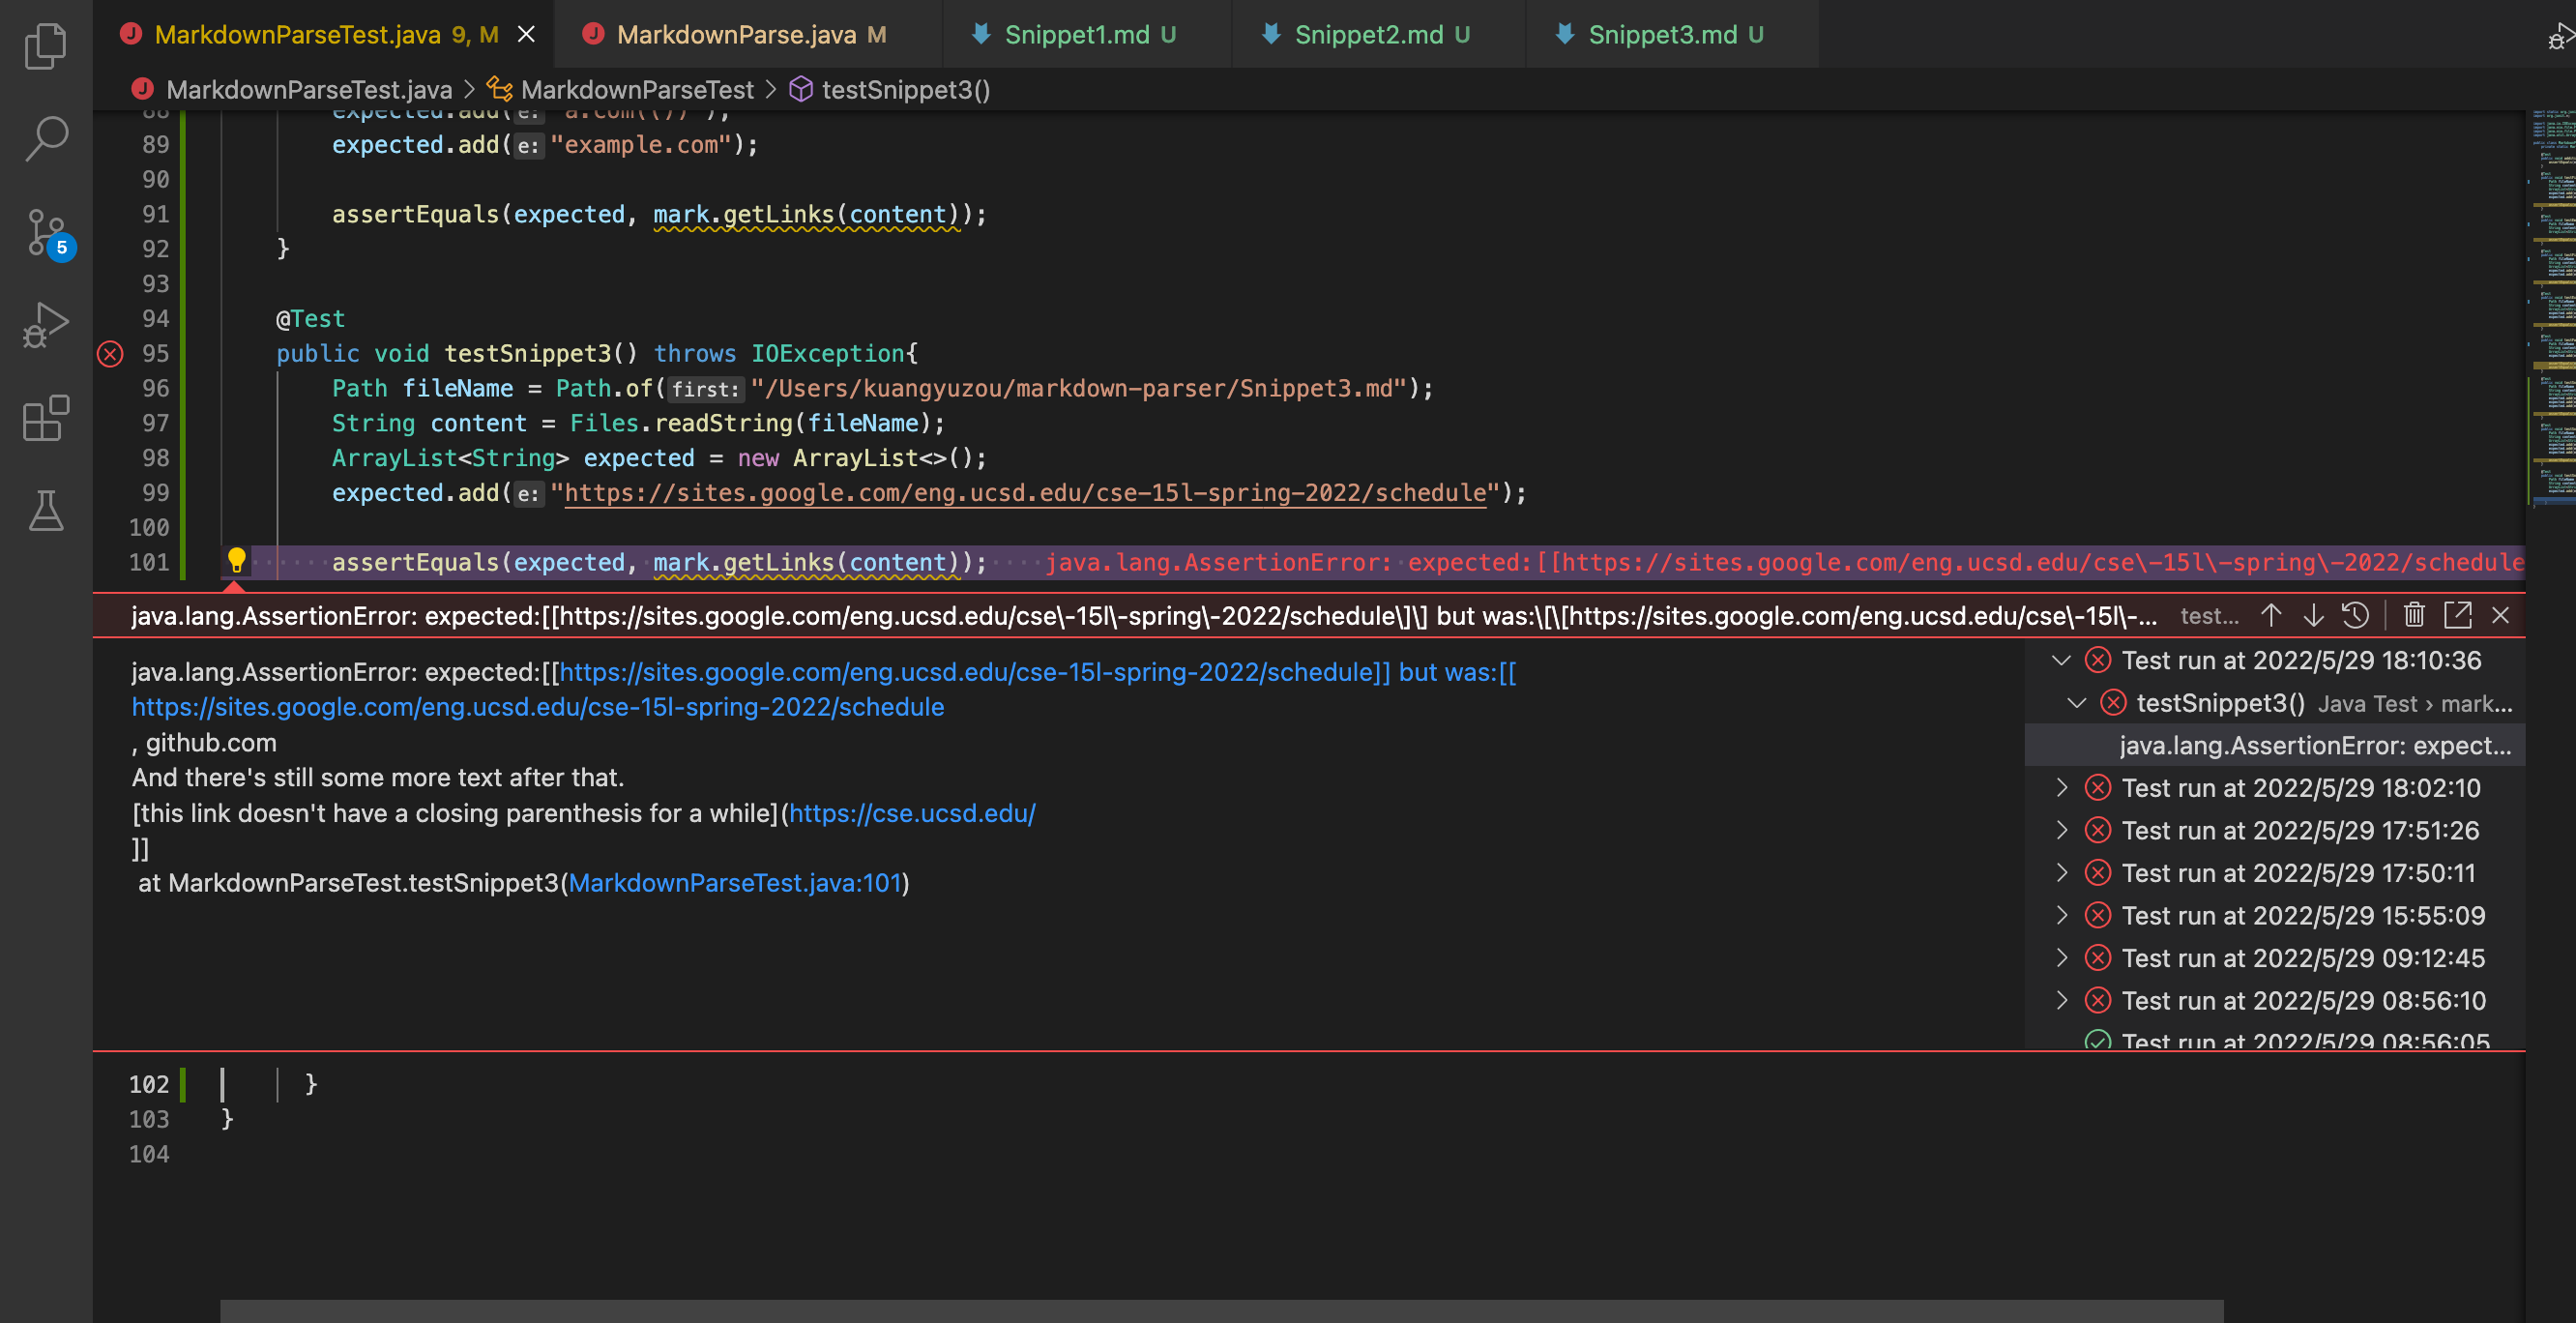 MarkdownParseTest.java 9, M
MarkdownParse.java M
Snippet1.md U
Snippet2.md U
Snippet3.md U
MarkdownParseTest.java > MarkdownParseTest > testSnippet3()
88 expected.add(e: "a.com(())");
89 expected.add(e: "example.com");
90
91 assertEquals(expected, mark.getLinks(content));
92 }
93
94 @Test
95 public void testSnippet3() throws IOException{
96 Path fileName = Path.of(first: "/Users/kuangyuzou/markdown-parser/Snippet3.md");
97 String content = Files.readString(fileName);
98 ArrayList<String> expected = new ArrayList<>();
99 expected.add(e: "https://sites.google.com/eng.ucsd.edu/cse-15l-spring-2022/schedule");
100
101 assertEquals(expected, mark.getLinks(content)); java.lang.AssertionError: expected:[[https://sites.google.com/eng.ucsd.edu/cse\-15l\-spring\-2022/schedule
5
java.lang.AssertionError: expected:[[https://sites.google.com/eng.ucsd.edu/cse\-15l\-spring\-2022/schedule\]\] but was:\[\[https://sites.google.com/eng.ucsd.edu/cse\-15l\-... test...
java.lang.AssertionError: expected:[[https://sites.google.com/eng.ucsd.edu/cse-15l-spring-2022/schedule]] but was:[[
https://sites.google.com/eng.ucsd.edu/cse-15l-spring-2022/schedule
, github.com
And there's still some more text after that.
[this link doesn't have a closing parenthesis for a while](https://cse.ucsd.edu/
]]
at MarkdownParseTest.testSnippet3(MarkdownParseTest.java:101)
Test run at 2022/5/29 18:10:36
testSnippet3() Java Test › mark...
java.lang.AssertionError: expect...
Test run at 2022/5/29 18:02:10
Test run at 2022/5/29 17:51:26
Test run at 2022/5/29 17:50:11
Test run at 2022/5/29 15:55:09
Test run at 2022/5/29 09:12:45
Test run at 2022/5/29 08:56:10
Test run at 2022/5/29 08:56:05
102 }
103 }
104